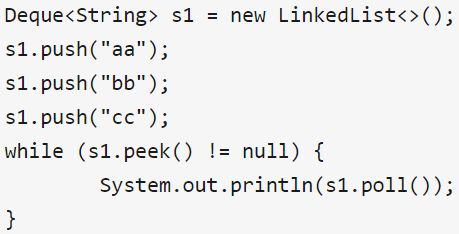 Deque<String> s1 = new LinkedList<>();
s1.push("aa");
s1.push("bb");
s1.push("cc");
while (s1.peek() != null) {
        System.out.println(s1.poll());
}